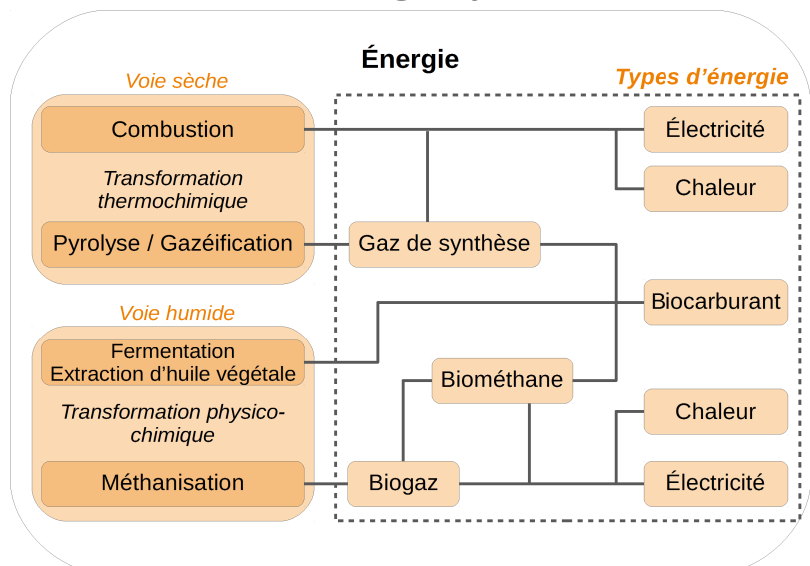 Énergie
Types d’énergie
Voie sèche
Combustion
Transformation
thermochimique
Pyrolyse / Gazéification
Gaz de synthèse
Électricité
Chaleur
Biocarburant
Voie humide
Fermentation
Extraction d’huile végétale
Transformation physico-
chimique
Méthanisation
Biométhane
Biogaz
Chaleur
Électricité